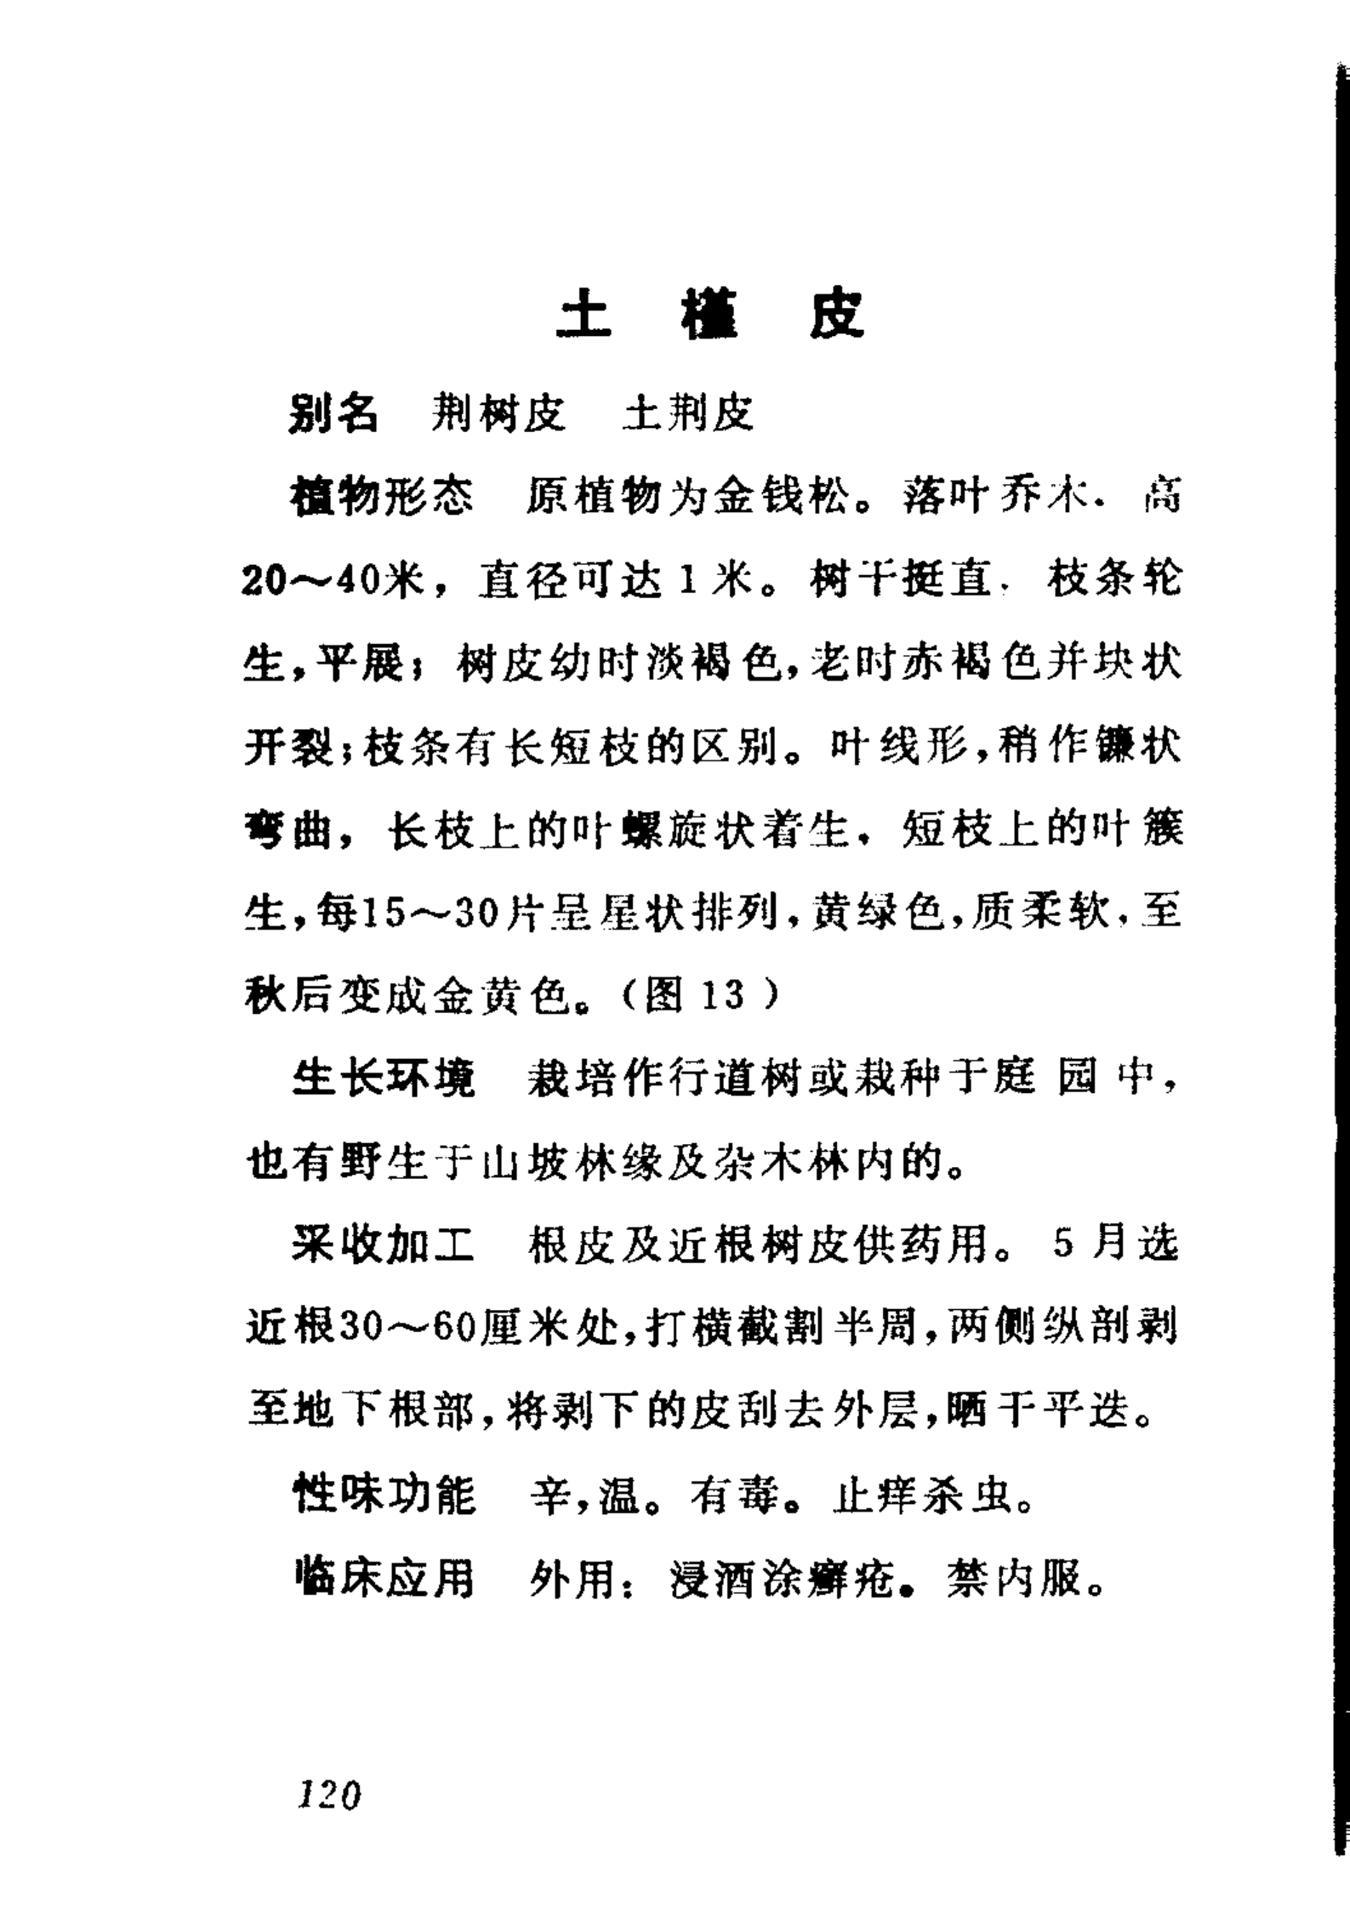 土槿皮
别名　荆树皮　土荆皮
植物形态　原植物为金钱松。落叶乔木．高
20～40米，直径可达1米。树干挺直．枝条轮
生，平展；树皮幼时淡褐色，老时赤褐色并块状
开裂；枝条有长短枝的区别。叶线形，稍作镰状
弯曲，长枝上的叶螺旋状着生，短枝上的叶簇
生，每15～30片呈星状排列，黄绿色，质柔软，至
秋后变成金黄色。（图13）
生长环境　栽培作行道树或栽种于庭园中，
也有野生于山坡林缘及杂木林内的。
采收加工　根皮及近根树皮供药用。5月选
近根30～60厘米处，打横截割半周，两侧纵剖剥
至地下根部，将剥下的皮刮去外层，晒干平迭。
性味功能　辛，温。有毒。止痒杀虫。
临床应用　外用：浸酒涂癣疮。禁内服。
120